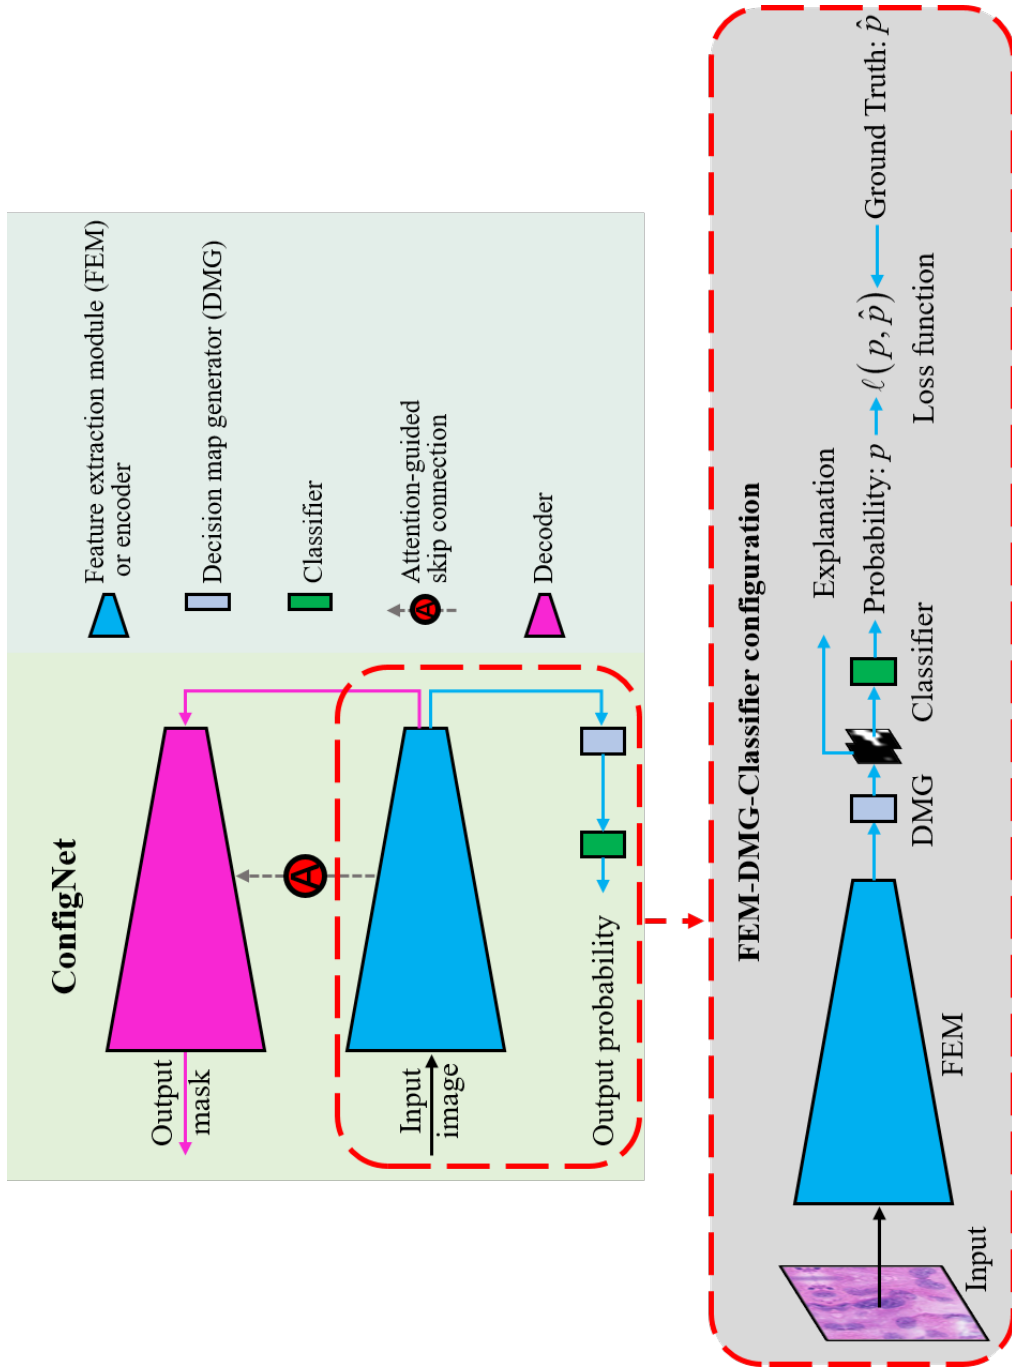 ConfigNet
Output
mask
A
Input
image
Output probability
Feature extraction module (FEM)
or encoder
Decision map generator (DMG)
Classifier
A
Attention-guided
skip connection
Decoder
FEM-DMG-Classifier configuration
Explanation
Probability: p
ℓ(p, p̂)
Ground Truth: p̂
Input
FEM
DMG
Classifier
Loss function